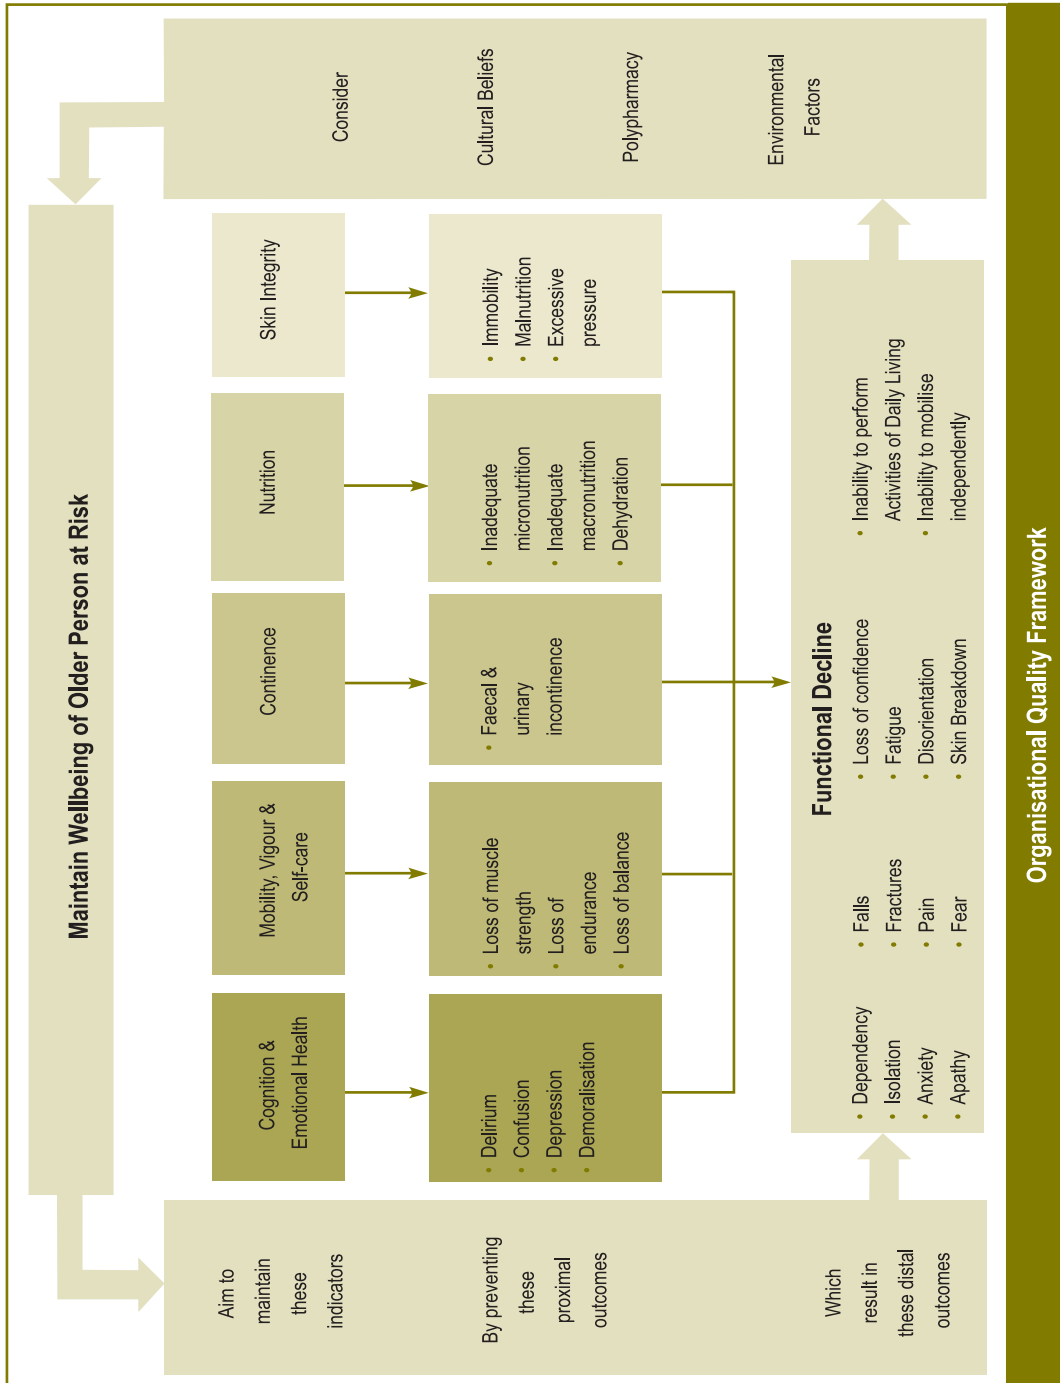 Maintain Wellbeing of Older Person at Risk
Aim to
maintain
these
indicators
Cognition &
Emotional Health
Mobility, Vigour &
Self-care
Continence
Nutrition
Skin Integrity
By preventing
these
proximal
outcomes
• Delirium
• Confusion
• Depression
• Demoralisation
• Loss of muscle
strength
• Loss of
endurance
• Loss of balance
• Faecal &
urinary
incontinence
• Inadequate
micronutrition
• Inadequate
macronutrition
• Dehydration
• Immobility
• Malnutrition
• Excessive
pressure
Which
result in
these distal
outcomes
Functional Decline
• Dependency
• Isolation
• Anxiety
• Apathy
• Falls
• Fractures
• Pain
• Fear
• Loss of confidence
• Fatigue
• Disorientation
• Skin Breakdown
• Inability to perform
Activities of Daily Living
• Inability to mobilise
independently
Consider
Cultural Beliefs
Polypharmacy
Environmental
Factors
Organisational Quality Framework